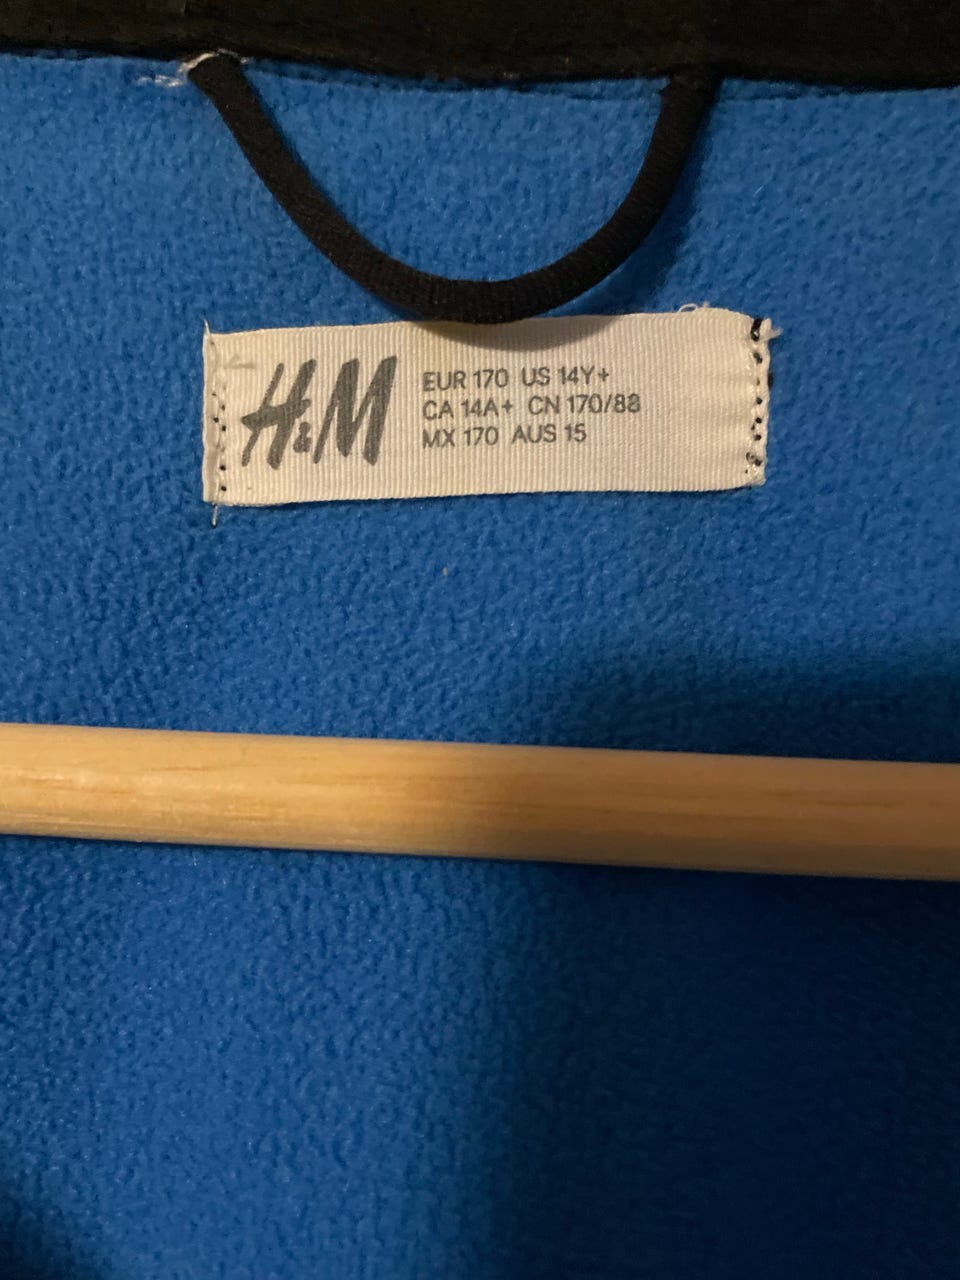 H&M
EUR 170 US 14Y+
CA 14A+ CN 170/88
MX 170 AUS 15